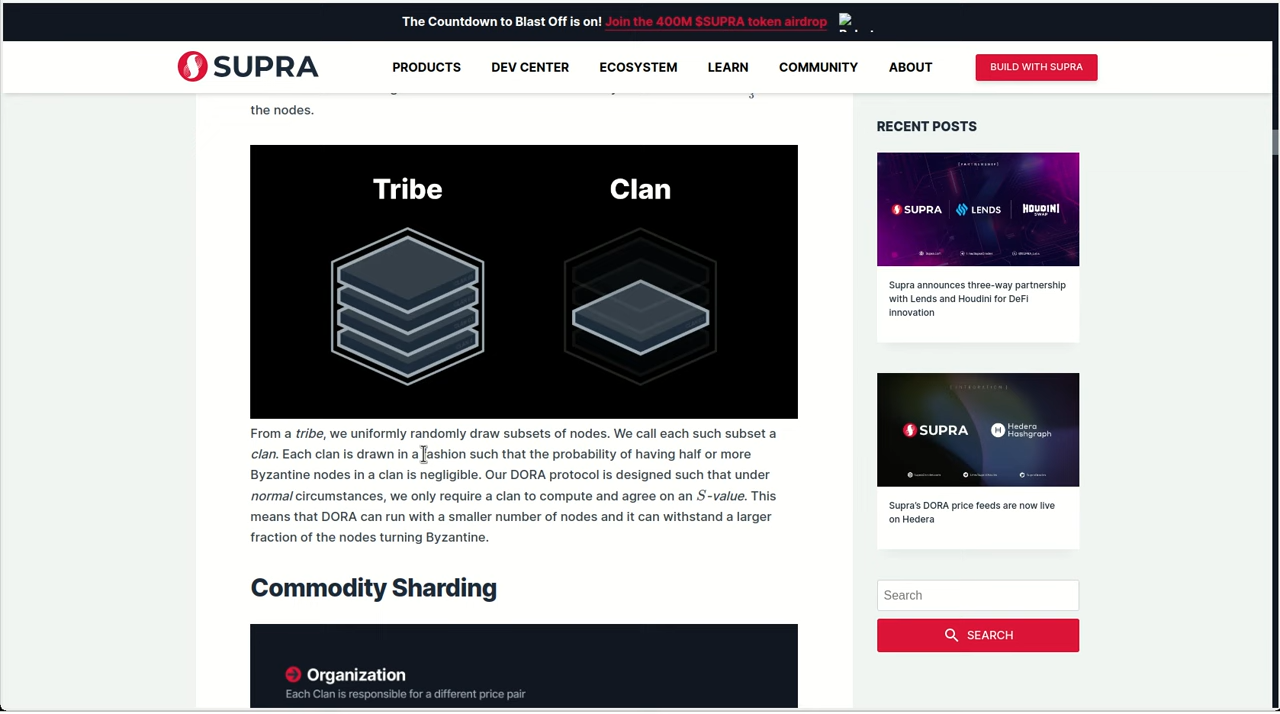 The Countdown to Blast Off is on! Join the 400M $SUPRA token airdrop
SUPRA
PRODUCTS
DEV CENTER
ECOSYSTEM
LEARN
COMMUNITY
ABOUT
BUILD WITH SUPRA
3
the nodes.
Tribe
Clan
From a tribe, we uniformly randomly draw subsets of nodes. We call each such subset a
clan. Each clan is drawn in a fashion such that the probability of having half or more
Byzantine nodes in a clan is negligible. Our DORA protocol is designed such that under
normal circumstances, we only require a clan to compute and agree on an S-value. This
means that DORA can run with a smaller number of nodes and it can withstand a larger
fraction of the nodes turning Byzantine.
Commodity Sharding
Organization
Each Clan is responsible for a different price pair
RECENT POSTS
SUPRA
LENDS
HOUDINI
SWAP
Supra announces three-way partnership
with Lends and Houdini for DeFi
innovation
SUPRA
Hedera
Hashgraph
Supra's DORA price feeds are now live
on Hedera
Search
SEARCH